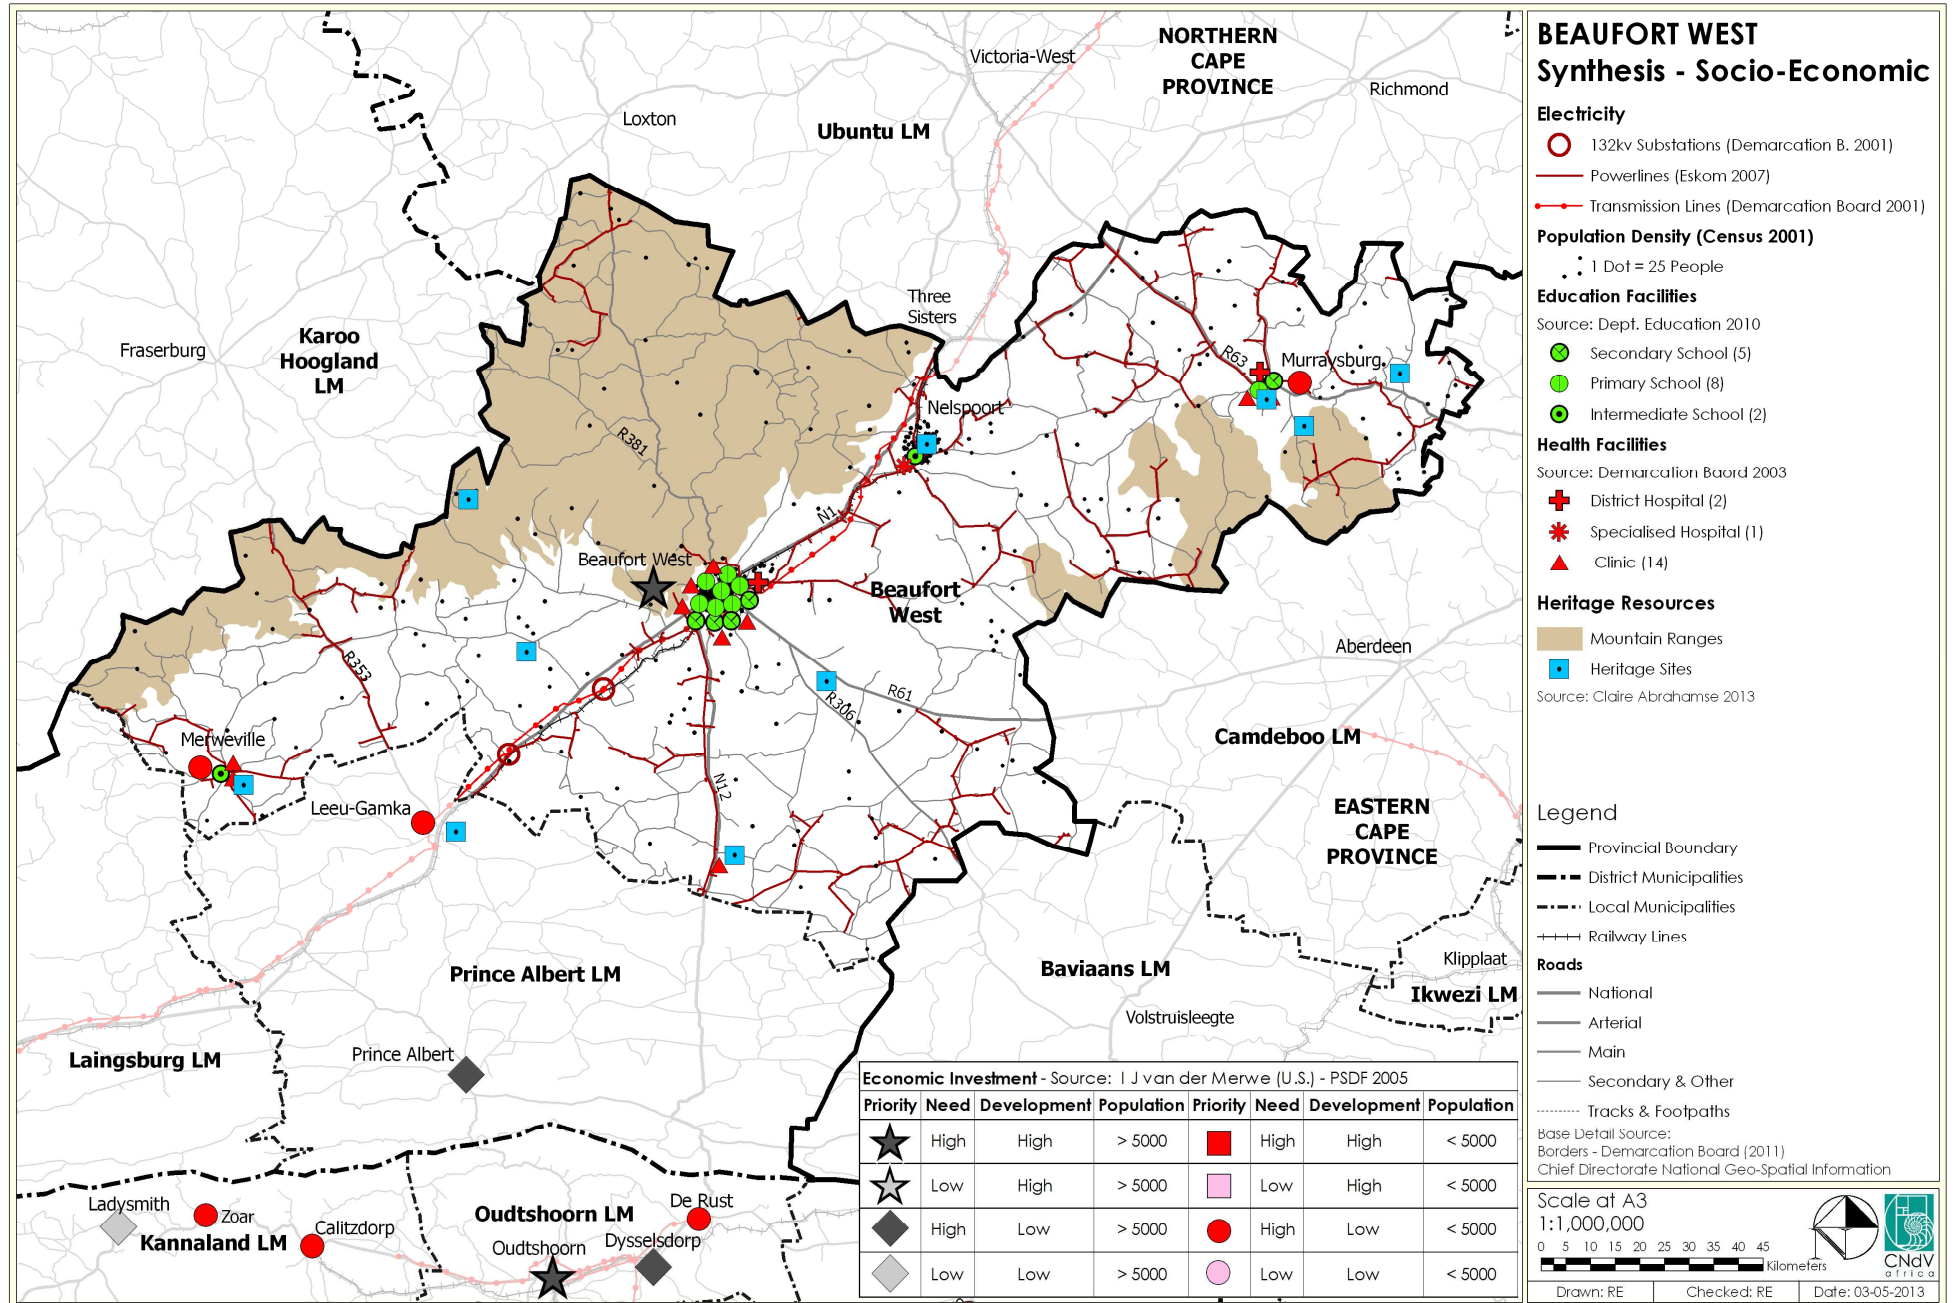 BEAUFORT WEST
Synthesis - Socio-Economic
Electricity
132kv Substations (Demarcation B. 2001)
Powerlines (Eskom 2007)
Transmission Lines (Demarcation Board 2001)
Population Density (Census 2001)
1 Dot = 25 People
Education Facilities
Source: Dept. Education 2010
Secondary School (5)
Primary School (8)
Intermediate School (2)
Health Facilities
Source: Demarcation Baord 2003
District Hospital (2)
Specialised Hospital (1)
Clinic (14)
Heritage Resources
Mountain Ranges
Heritage Sites
Source: Claire Abrahamse 2013
Legend
Provincial Boundary
District Municipalities
Local Municipalities
Railway Lines
Roads
National
Arterial
Main
Secondary & Other
Tracks & Footpaths
Base Detail Source:
Borders - Demarcation Board (2011)
Chief Directorate National Geo-Spatial Information
Scale at A3
1:1,000,000
0 5 10 15 20 25 30 35 40 45
Kilometers
CNdV
africa
Drawn: RE Checked: RE Date: 03-05-2013
NORTHERN
CAPE
PROVINCE
Victoria-West
Richmond
Loxton
Ubuntu LM
Three
Sisters
Karoo
Hoogland
LM
Fraserburg
R63
Murraysburg
Nelspoort
R381
N1
Beaufort West
Beaufort
West
Aberdeen
R353
R61
R306
Merweville
Camdeboo LM
N12
Leeu-Gamka
EASTERN
CAPE
PROVINCE
Prince Albert LM
Baviaans LM
Klipplaat
Ikwezi LM
Volstruisleegte
Laingsburg LM
Prince Albert
Ladysmith
Zoar
Kannaland LM
Calitzdorp
Oudtshoorn LM
De Rust
Oudtshoorn
Dysselsdorp
Economic Investment - Source: I J van der Merwe (U.S.) - PSDF 2005
Priority Need Development Population Priority Need Development Population
High High > 5000 High High < 5000
Low High > 5000 Low High < 5000
High Low > 5000 High Low < 5000
Low Low > 5000 Low Low < 5000